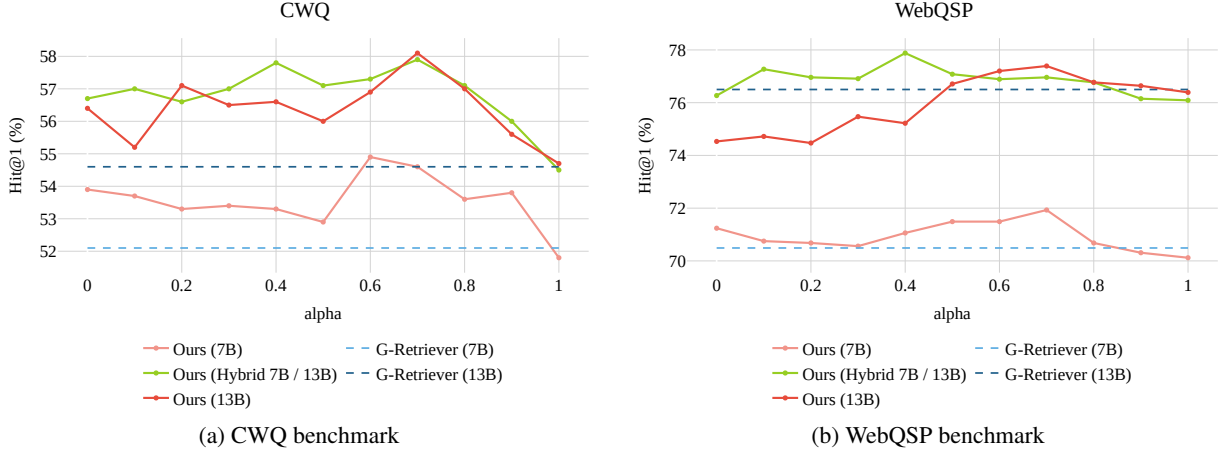 CWQ
Hit@1 (%)
58
57
56
55
54
53
52
0
0.2
0.4
0.6
0.8
1
alpha
Ours (7B)
G-Retriever (7B)
Ours (Hybrid 7B / 13B)
G-Retriever (13B)
Ours (13B)
(a) CWQ benchmark
WebQSP
Hit@1 (%)
78
76
74
72
70
0
0.2
0.4
0.6
0.8
1
alpha
Ours (7B)
G-Retriever (7B)
Ours (Hybrid 7B / 13B)
G-Retriever (13B)
Ours (13B)
(b) WebQSP benchmark